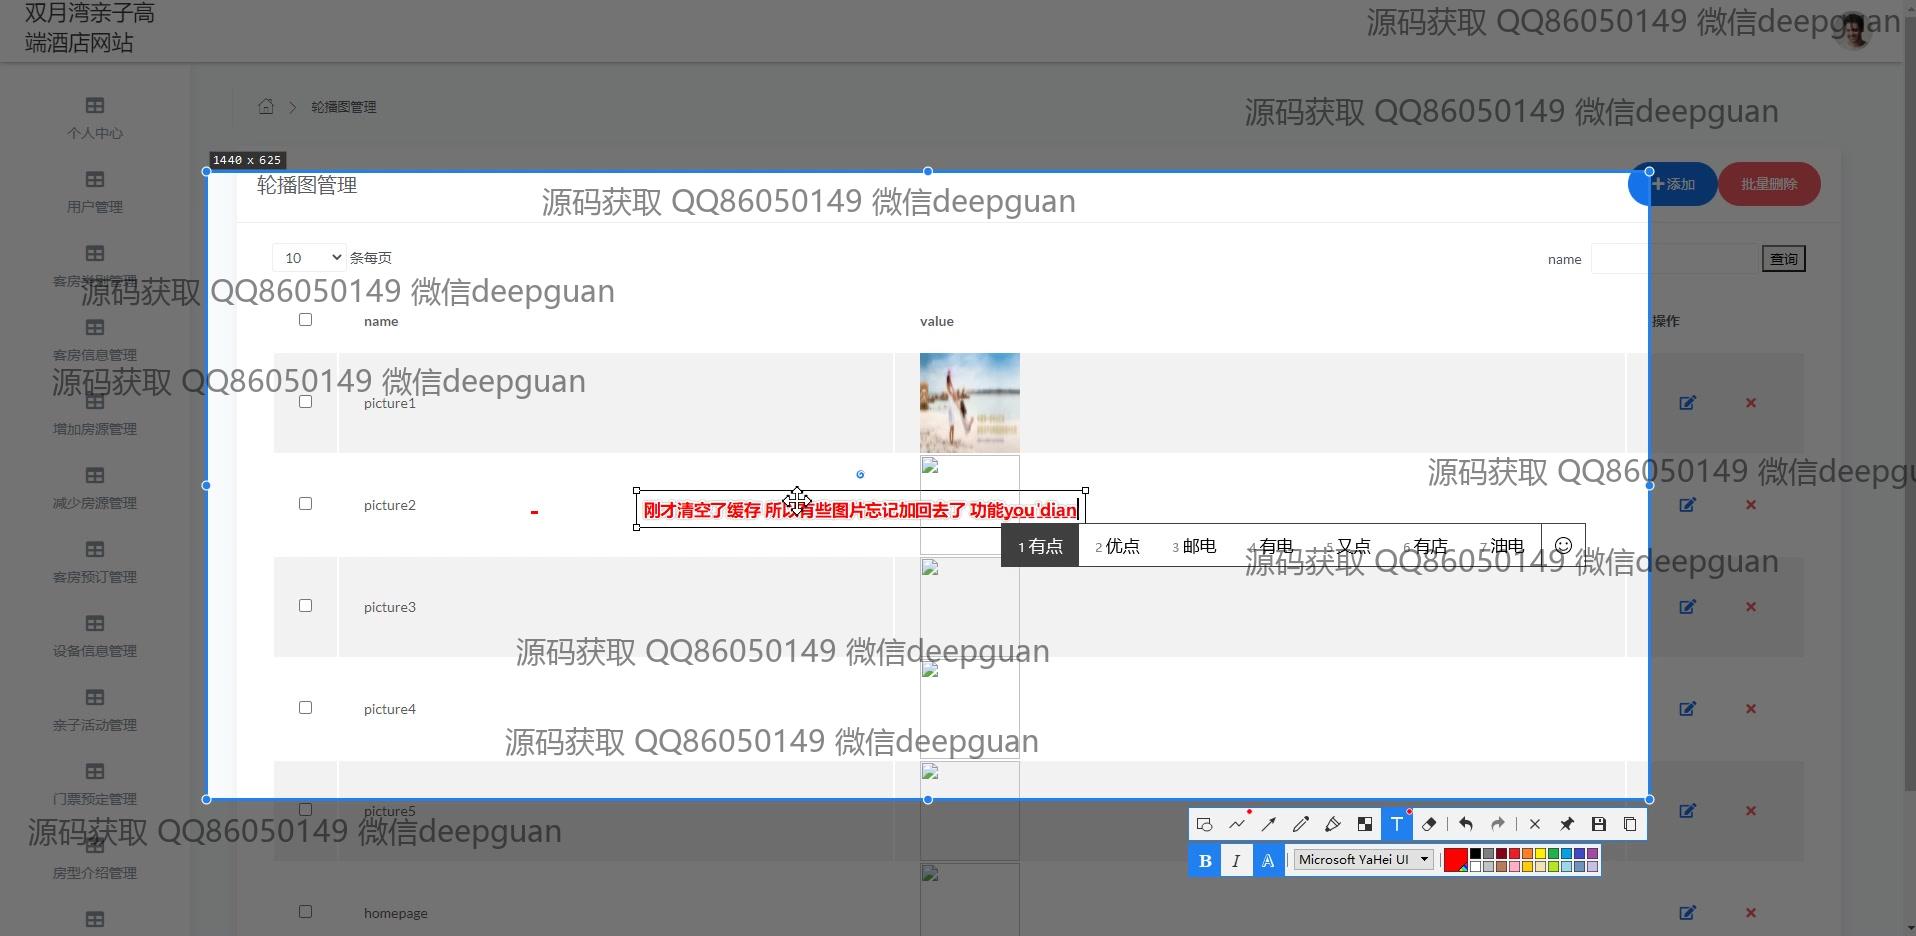 双月湾亲子高
端酒店网站
源码获取 QQ86050149 微信deepguan
个人中心
轮播图管理
源码获取 QQ86050149 微信deepguan
1440 x 625
用户管理
轮播图管理
源码获取 QQ86050149 微信deepguan
添加
批量删除
10
条每页
name
查询
客房类别管理
源码获取 QQ86050149 微信deepguan
name
value
操作
客房信息管理
源码获取 QQ86050149 微信deepguan
picture1
增加房源管理
源码获取 QQ86050149 微信deepgu
减少房源管理
picture2
刚才清空了缓存 所以有些图片忘记加回去了 功能you'dian
1 有点 2 优点 3 邮电 4 有电 5 又点 6 有店 7 油电
源码获取 QQ86050149 微信deepguan
客房预订管理
picture3
设备信息管理
源码获取 QQ86050149 微信deepguan
亲子活动管理
picture4
源码获取 QQ86050149 微信deepguan
门票预定管理
picture5
源码获取 QQ86050149 微信deepguan
房型介绍管理
T
B I A Microsoft YaHei UI
homepage